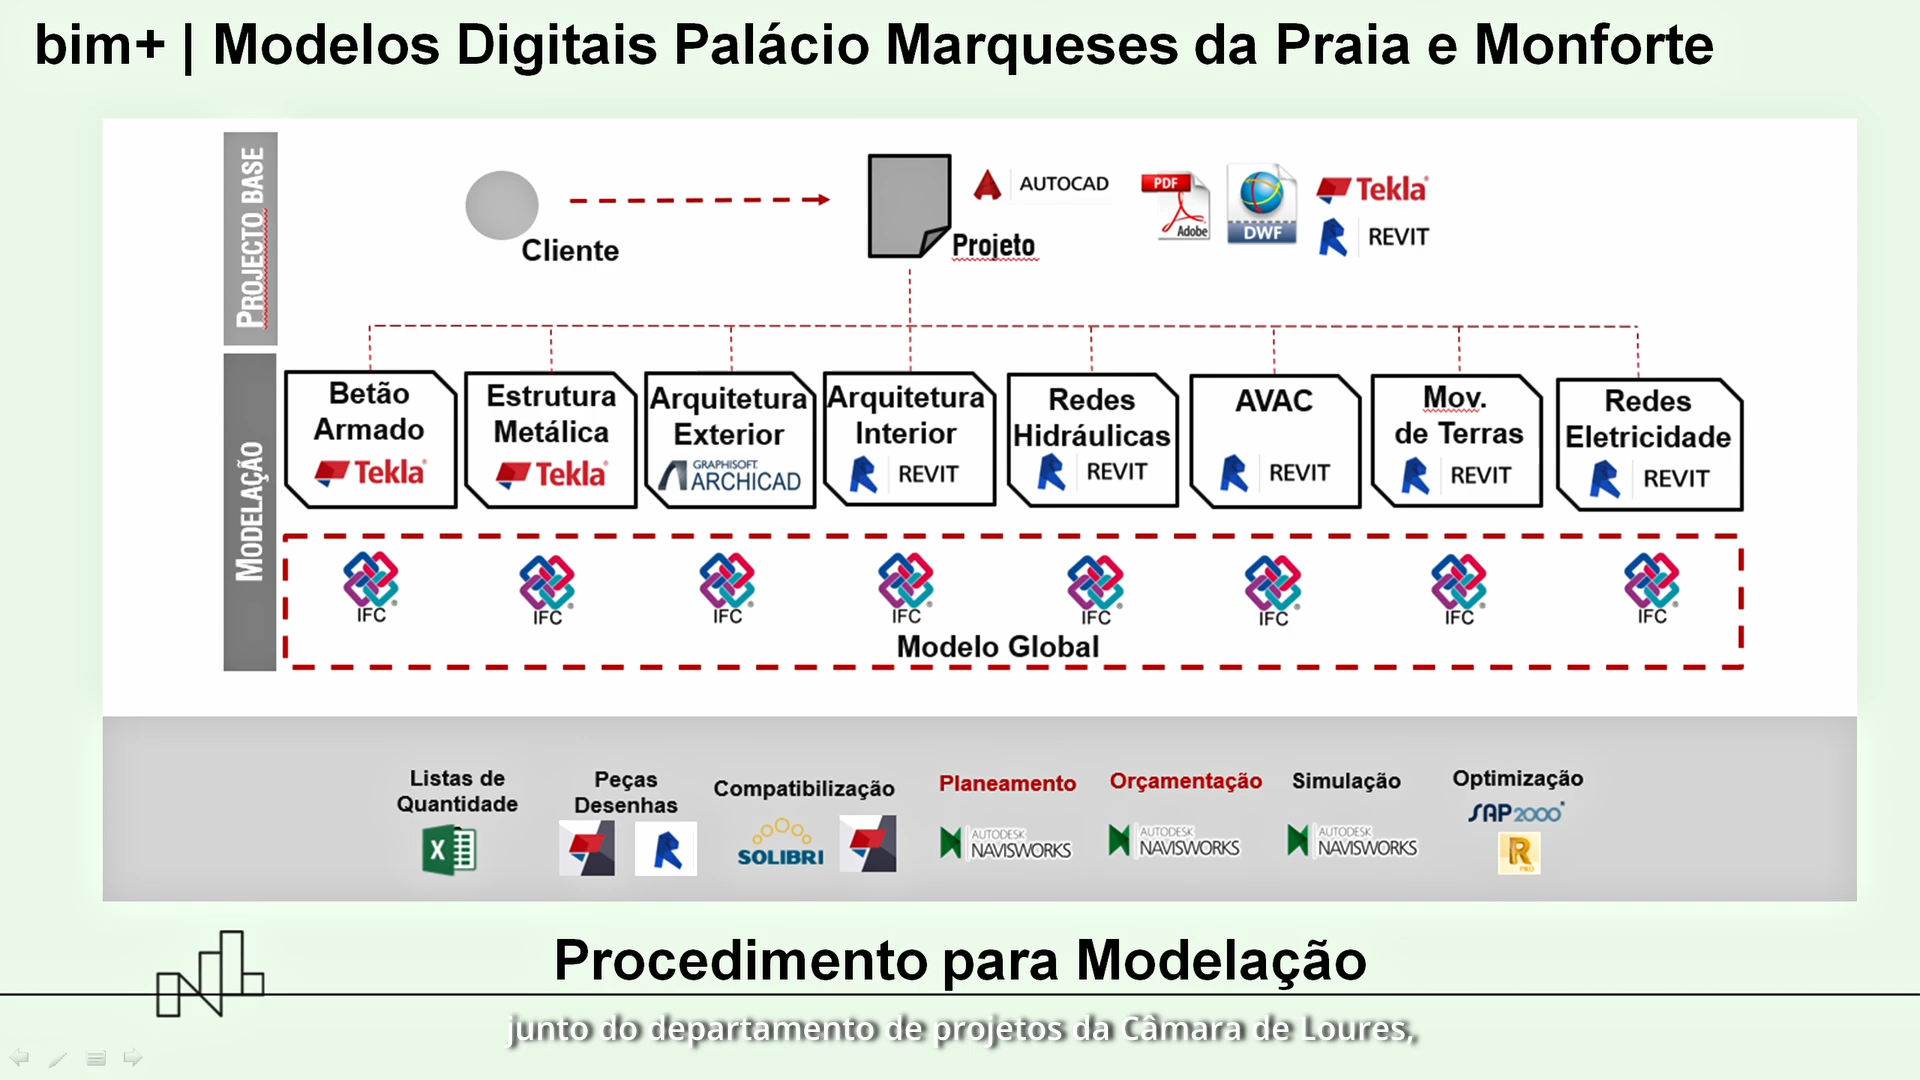 bim+ | Modelos Digitais Palácio Marqueses da Praia e Monforte
PROJECTO BASE
Cliente
Projeto
AUTOCAD
PDF
Adobe
DWF
Tekla
REVIT
MODELAÇÃO
Betão
Armado
Tekla
Estrutura
Metálica
Tekla
Arquitetura
Exterior
GRAPHISOFT.
ARCHICAD
Arquitetura
Interior
REVIT
Redes
Hidráulicas
REVIT
AVAC
REVIT
Mov.
de Terras
REVIT
Redes
Eletricidade
REVIT
IFC
IFC
IFC
IFC
IFC
IFC
IFC
IFC
Modelo Global
Listas de
Quantidade
X
Peças
Desenhas
Compatibilização
SOLIBRI
Planeamento
AUTODESK
NAVISWORKS
Orçamentação
AUTODESK
NAVISWORKS
Simulação
AUTODESK
NAVISWORKS
Optimização
SAP2000
R
PRO
Procedimento para Modelação
junto do departamento de projetos da Câmara de Loures,